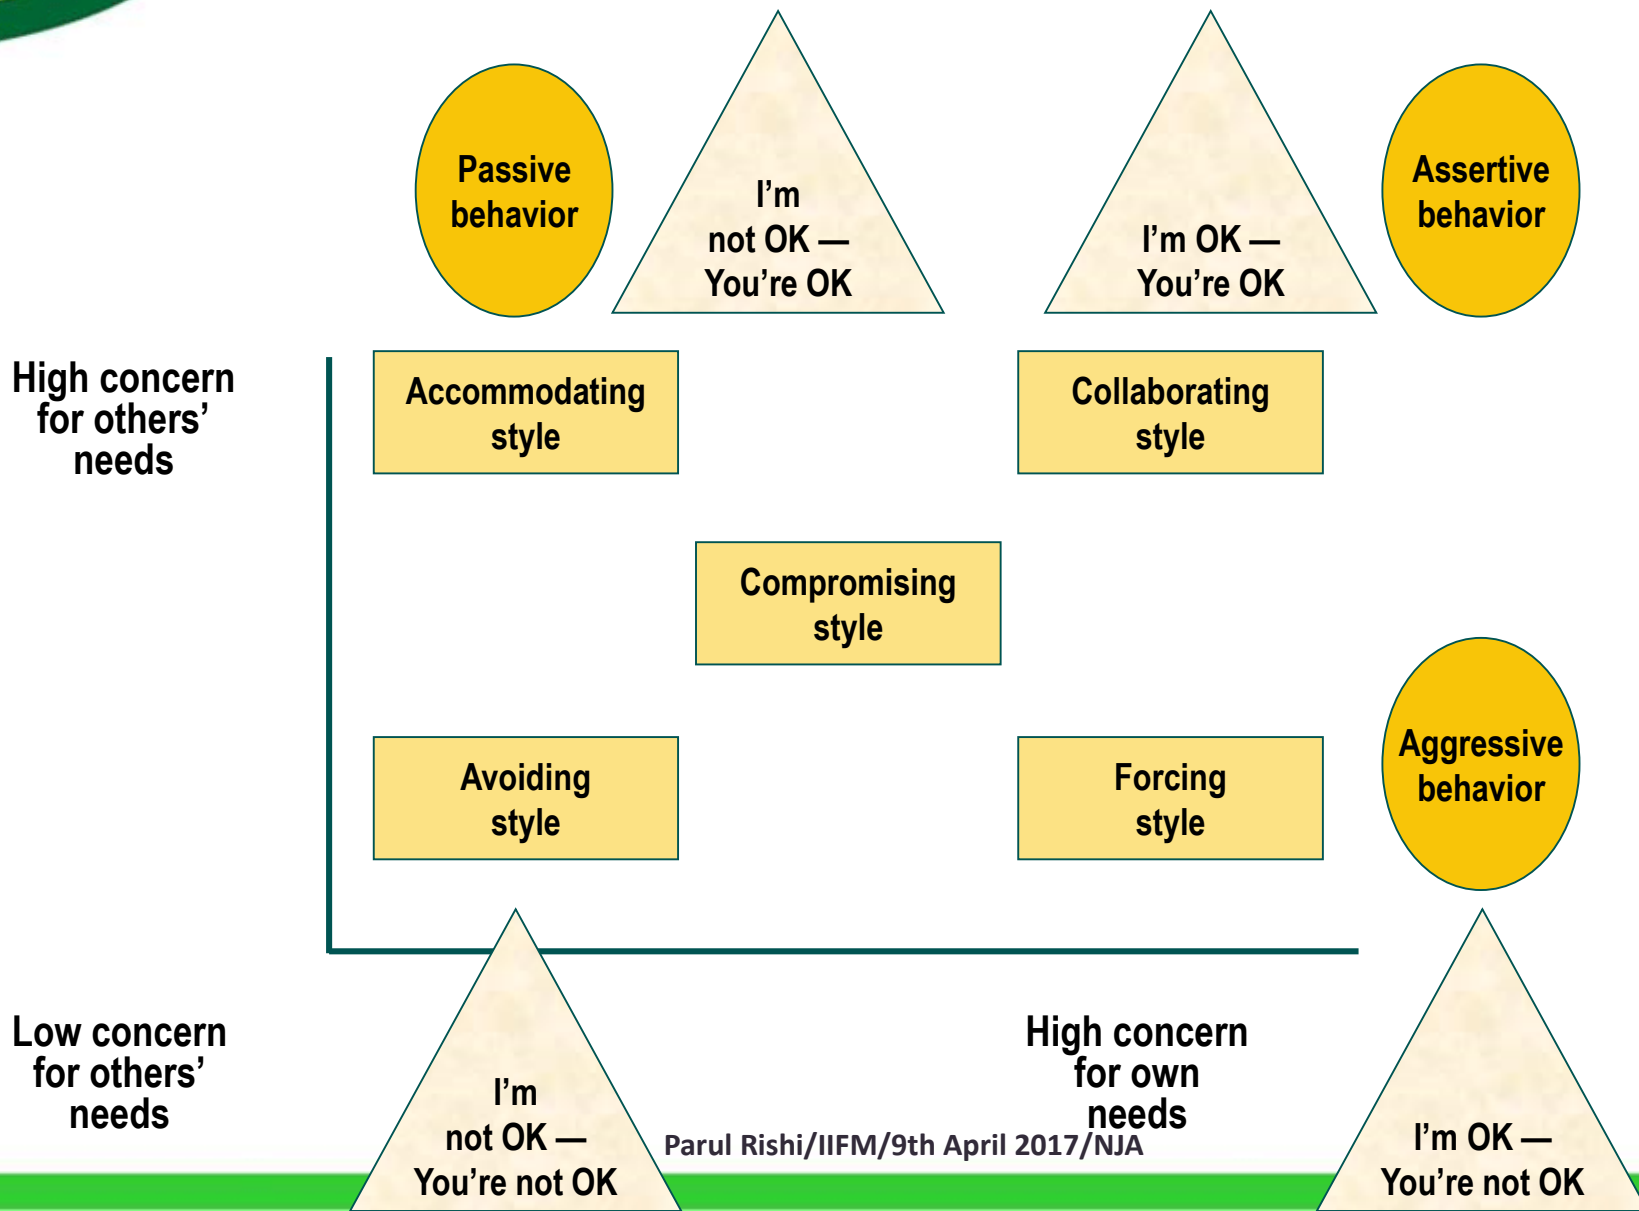 Passive
behavior
I’m
not OK —
You’re OK
I’m OK —
You’re OK
Assertive
behavior
High concern
for others’
needs
Accommodating
style
Collaborating
style
Compromising
style
Avoiding
style
Forcing
style
Aggressive
behavior
Low concern
for others’
needs
I’m
not OK —
You’re not OK
High concern
for own
needs
I’m OK —
You’re not OK
Parul Rishi/IIFM/9th April 2017/NJA